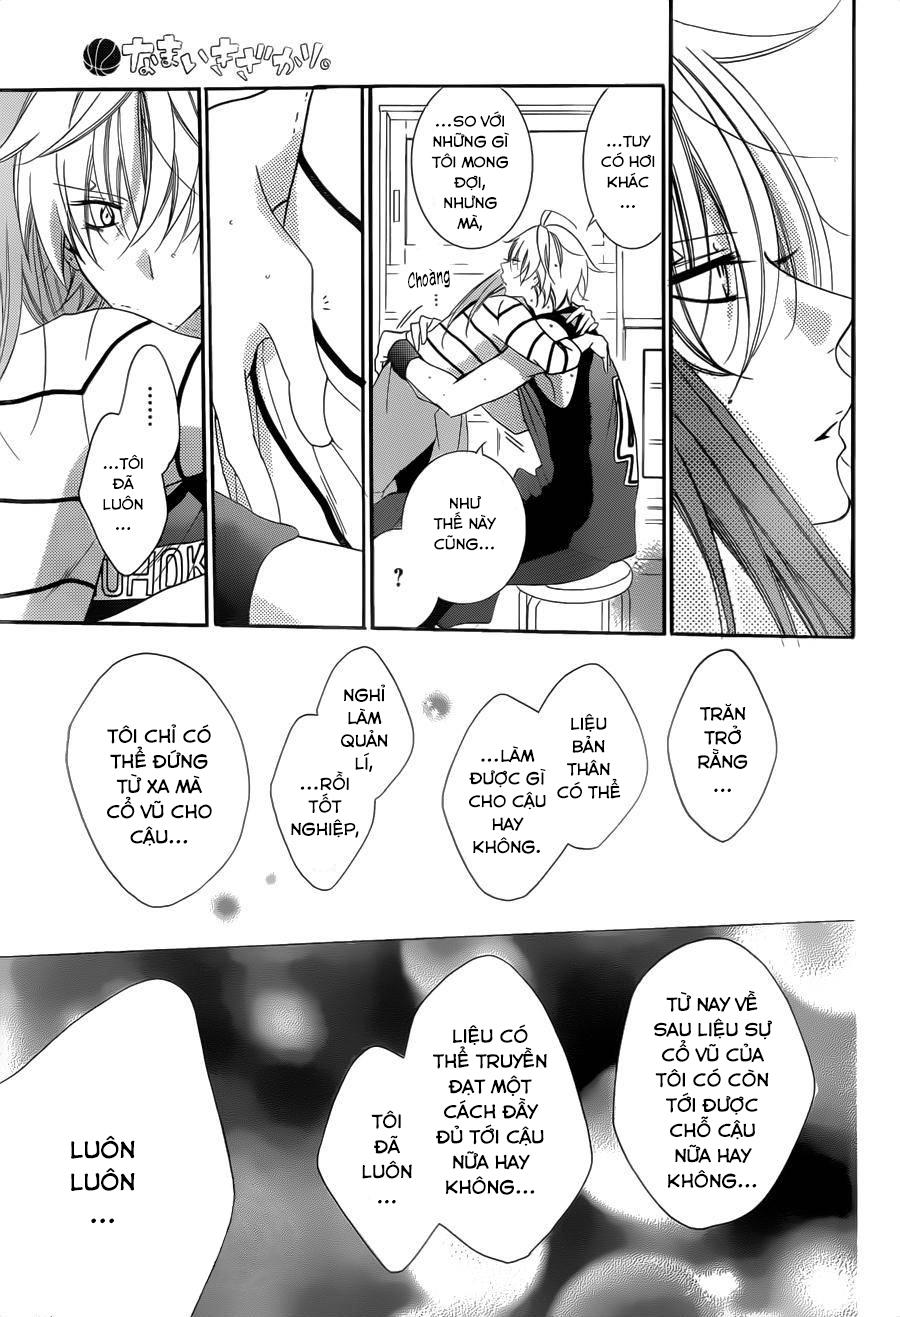 なまいきざかり。
...TUY
CÓ HƠI
KHÁC
...
...SO VỚI
NHỮNG GÌ
TÔI MONG
ĐỢI,
NHƯNG
MÀ,
Choàng
...
NHƯ
THẾ NÀY
CŨNG...
?
......
...TÔI
ĐÃ
LUÔN
...
TRĂN
TRỞ
RẰNG
...
LIỆU
BẢN
THÂN
CÓ THỂ
...LÀM
ĐƯỢC GÌ
CHO CẬU
HAY
KHÔNG.
NGHỈ
LÀM
QUẢN
LÍ,
...RỒI
TỐT
NGHIỆP,
TÔI CHỈ CÓ
THỂ ĐỨNG
TỪ XA MÀ
CỔ VŨ CHO
CẬU...
TỪ NAY VỀ
SAU LIỆU SỰ
CỔ VŨ CỦA
TÔI CÓ CÒN
TỚI ĐƯỢC
CHỖ CẬU
NỮA HAY
KHÔNG...
LIỆU CÓ
THỂ TRUYỀN
ĐẠT MỘT
CÁCH ĐẦY
ĐỦ TỚI CẬU
NỮA HAY
KHÔNG...
TÔI
ĐÃ
LUÔN
...
LUÔN
LUÔN
...